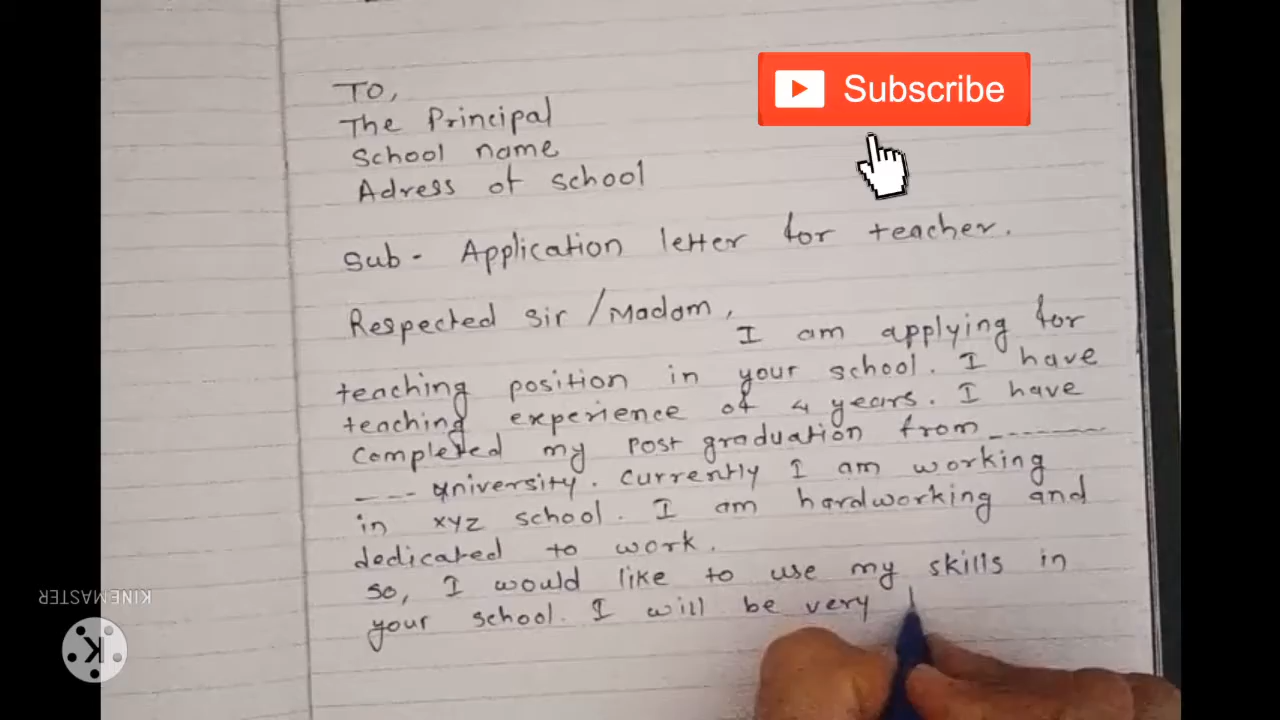 Subscribe
To,
The Principal
School name
Adress of school
Sub - Application letter for teacher.
Respected Sir /Madam,
I am applying for
teaching position in your school. I have
teaching experience of 4 years. I have
completed my post graduation from -------
---- university. Currently I am working
in xyz school. I am hardworking and
dedicated to work.
So, I would like to use my skills in
your school. I will be very
KINEMASTER
K